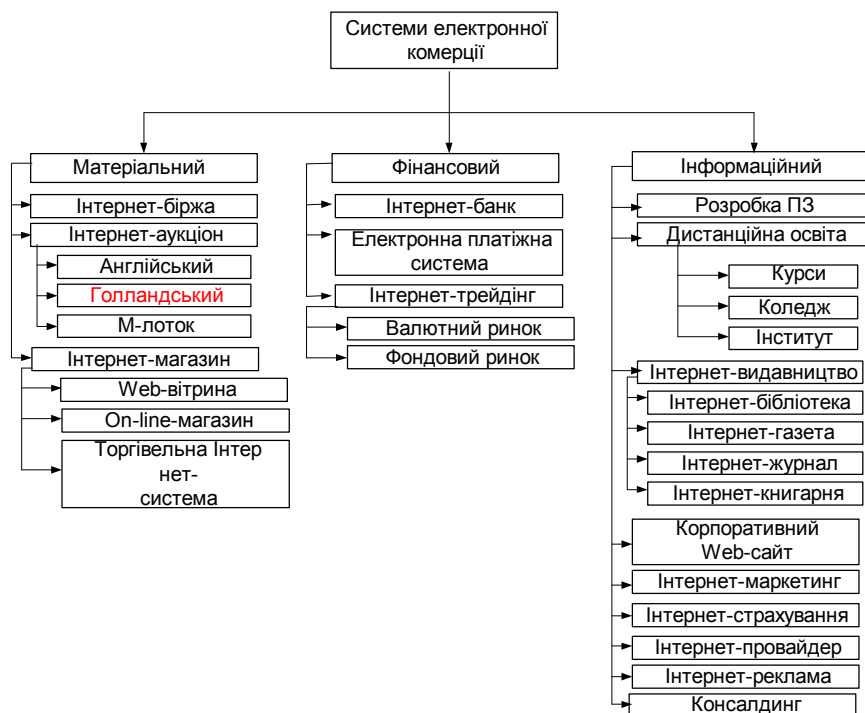 Системи електронної
комерції
Матеріальний
Інтернет-біржа
Інтернет-аукціон
Англійський
Голландський
М-лоток
Інтернет-магазин
Web-вітрина
On-line-магазин
Торгівельна Інтер
нет-
система
Фінансовий
Інтернет-банк
Електронна платіжна
система
Інтернет-трейдінг
Валютний ринок
Фондовий ринок
Інформаційний
Розробка ПЗ
Дистанційна освіта
Курси
Коледж
Інститут
Інтернет-видавництво
Інтернет-бібліотека
Інтернет-газета
Інтернет-журнал
Інтернет-книгарня
Корпоративний
Web-сайт
Інтернет-маркетинг
Інтернет-страхування
Інтернет-провайдер
Інтернет-реклама
Консалдинг